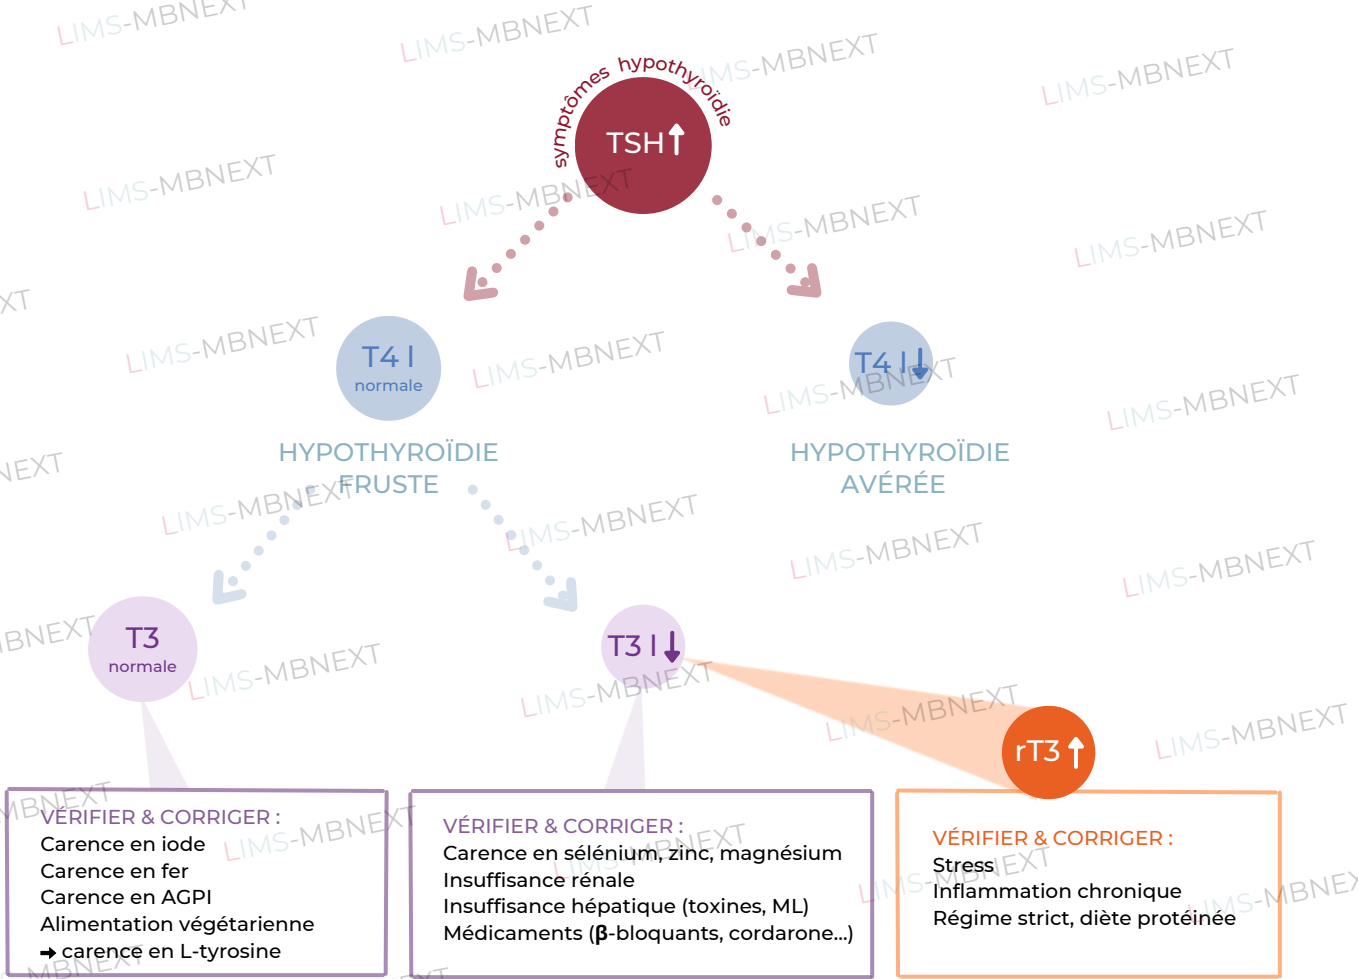 symptômes hypothyroïdie
TSH↑
T4 l
normale
T4 l↓
HYPOTHYROÏDIE
FRUSTE
HYPOTHYROÏDIE
AVÉRÉE
T3
normale
T3 l↓
rT3↑
VÉRIFIER & CORRIGER :
Carence en iode
Carence en fer
Carence en AGPI
Alimentation végétarienne
➡ carence en L-tyrosine
VÉRIFIER & CORRIGER :
Carence en sélénium, zinc, magnésium
Insuffisance rénale
Insuffisance hépatique (toxines, ML)
Médicaments (β-bloquants, cordarone...)
VÉRIFIER & CORRIGER :
Stress
Inflammation chronique
Régime strict, diète protéinée
LIMS-MBNEXT